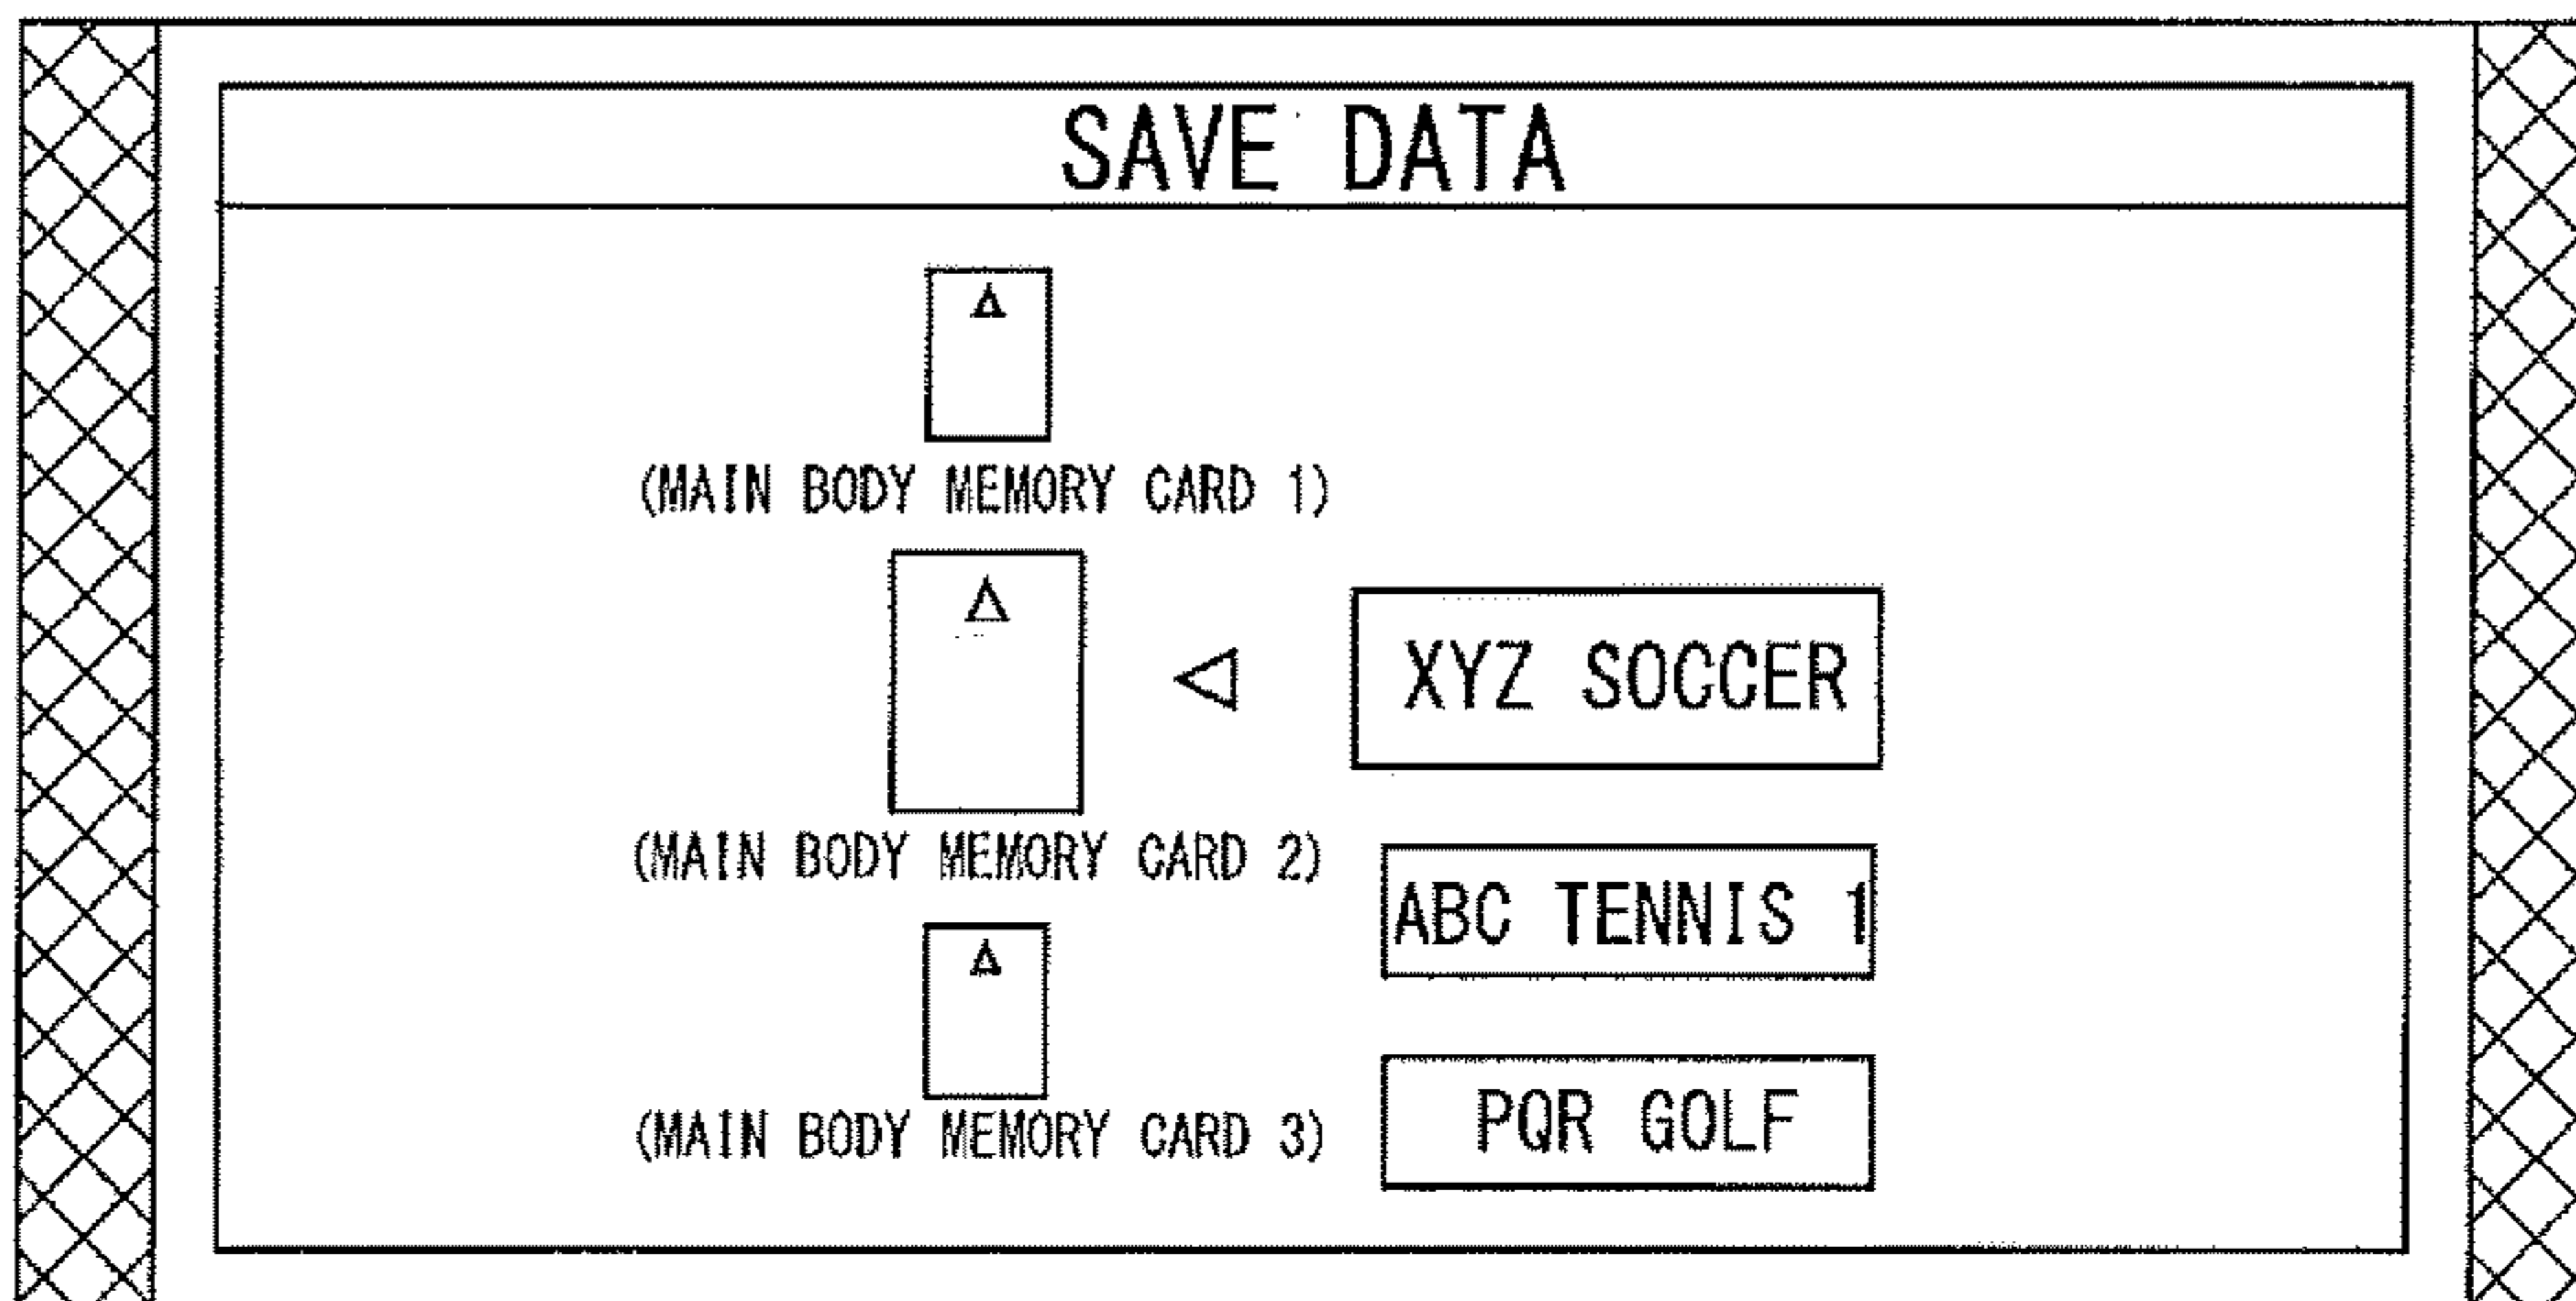 SAVE DATA
(MAIN BODY MEMORY CARD 1)
XYZ SOCCER
(MAIN BODY MEMORY CARD 2)
ABC TENNIS 1
(MAIN BODY MEMORY CARD 3)
PQR GOLF